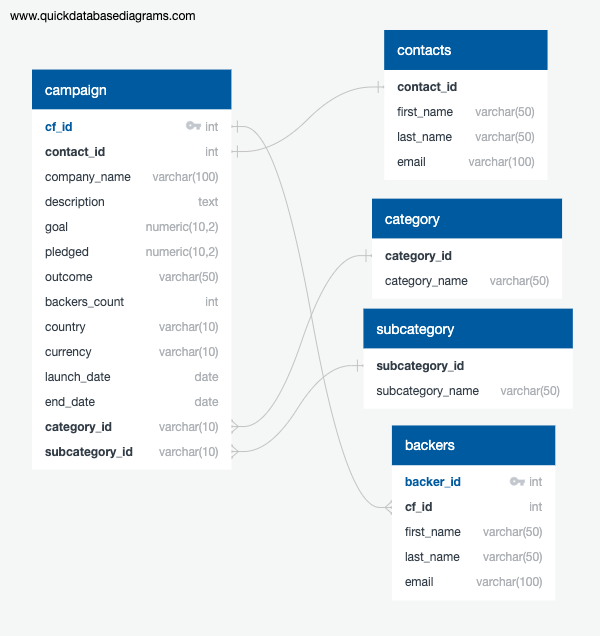 www.quickdatabasediagrams.com
campaign
cf_id int
contact_id int
company_name varchar(100)
description text
goal numeric(10,2)
pledged numeric(10,2)
outcome varchar(50)
backers_count int
country varchar(10)
currency varchar(10)
launch_date date
end_date date
category_id varchar(10)
subcategory_id varchar(10)
contacts
contact_id
first_name varchar(50)
last_name varchar(50)
email varchar(100)
category
category_id
category_name varchar(50)
subcategory
subcategory_id
subcategory_name varchar(50)
backers
backer_id int
cf_id int
first_name varchar(50)
last_name varchar(50)
email varchar(100)